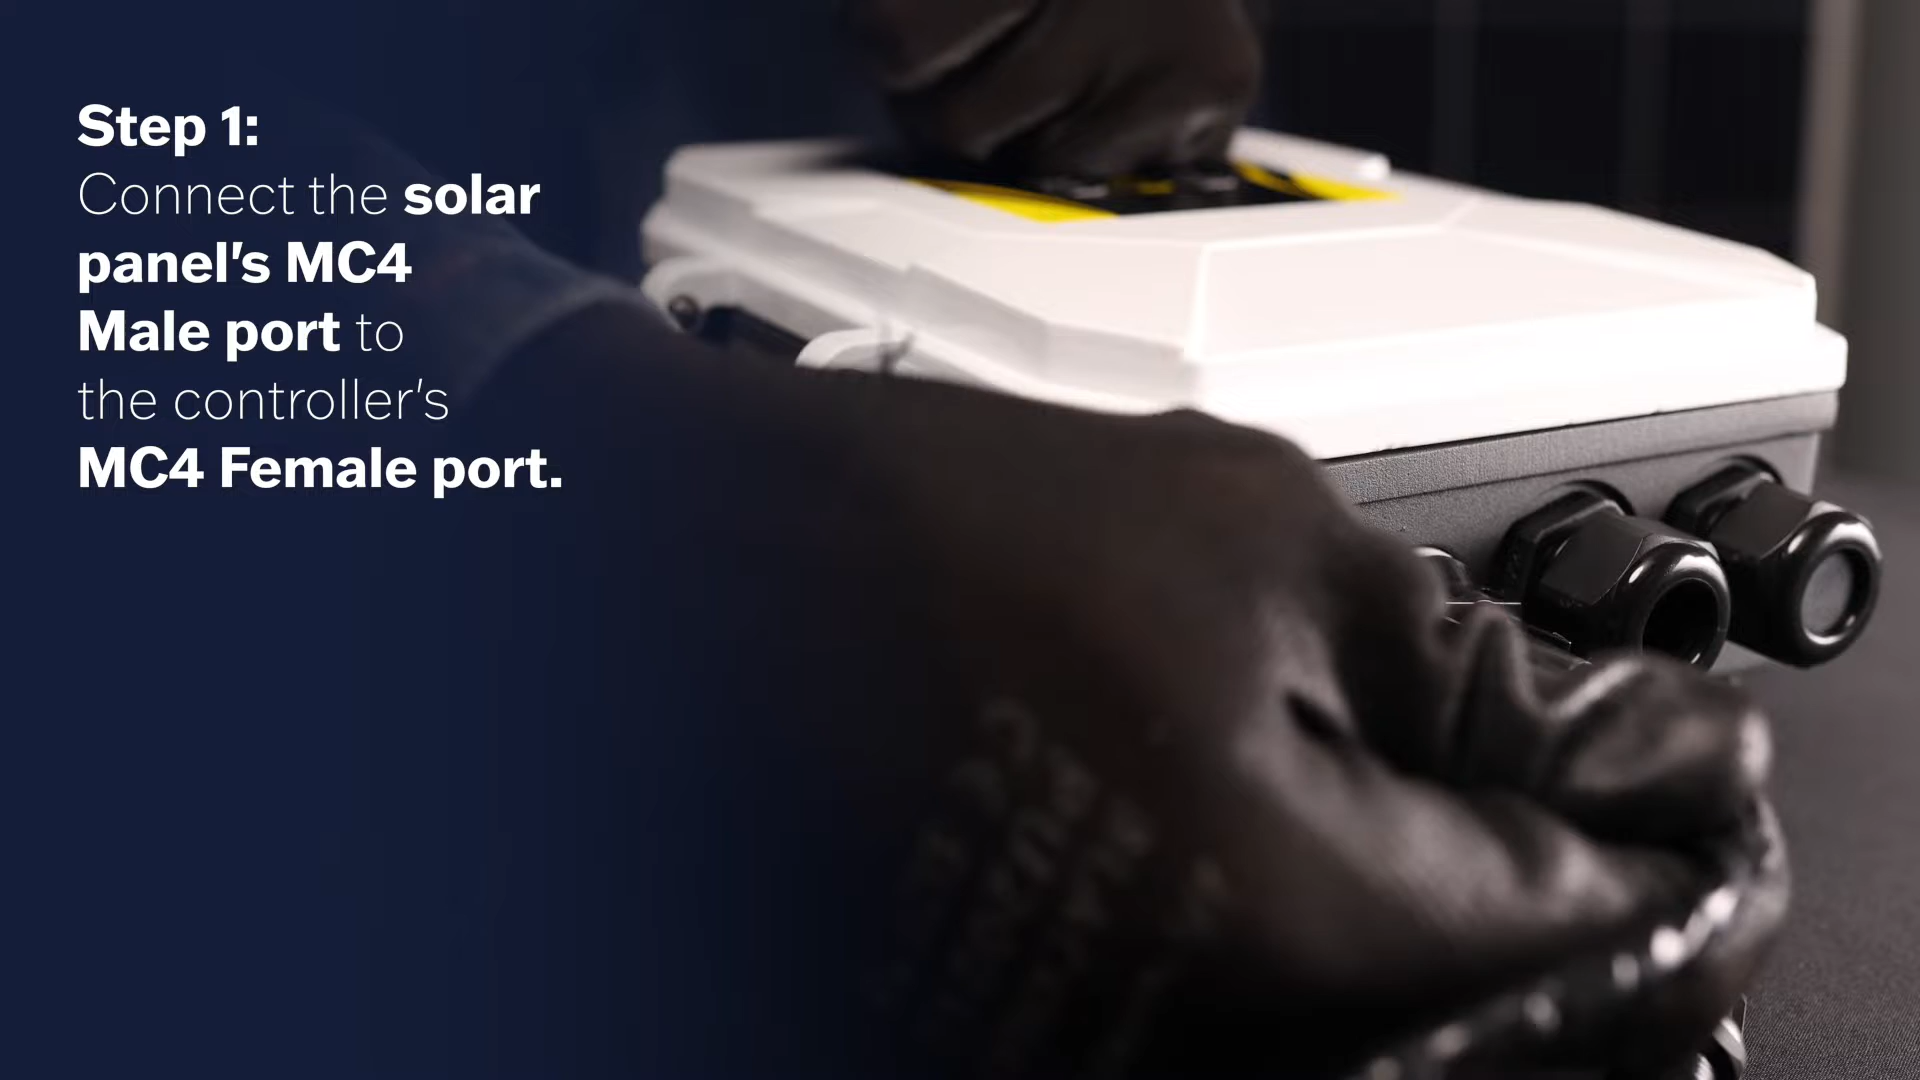 Step 1:
Connect the solar
panel's MC4
Male port to
the controller's
MC4 Female port.